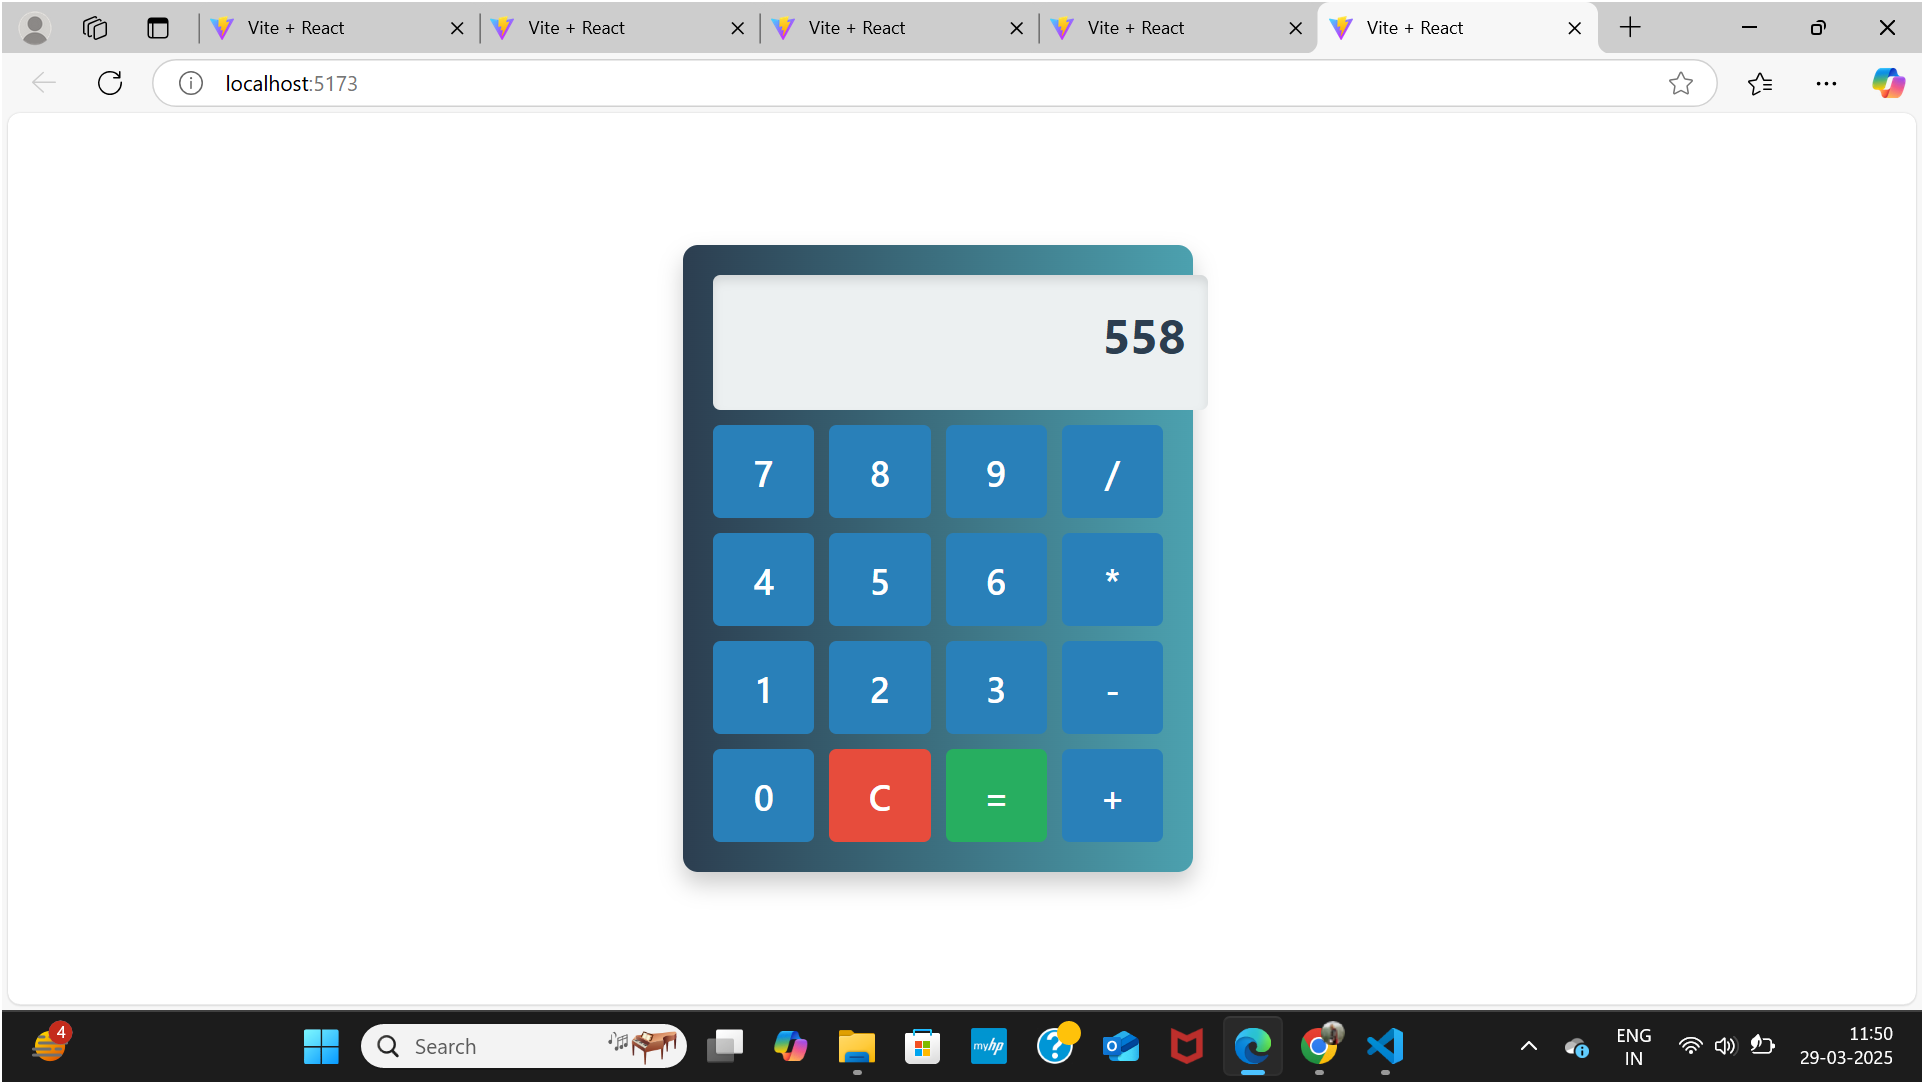 Vite + React Vite + React Vite + React Vite + React Vite + React
localhost:5173
558
7 8 9 /
4 5 6 *
1 2 3 -
0 C = +
4
Search
myhp
ENG
IN
11:50
29-03-2025